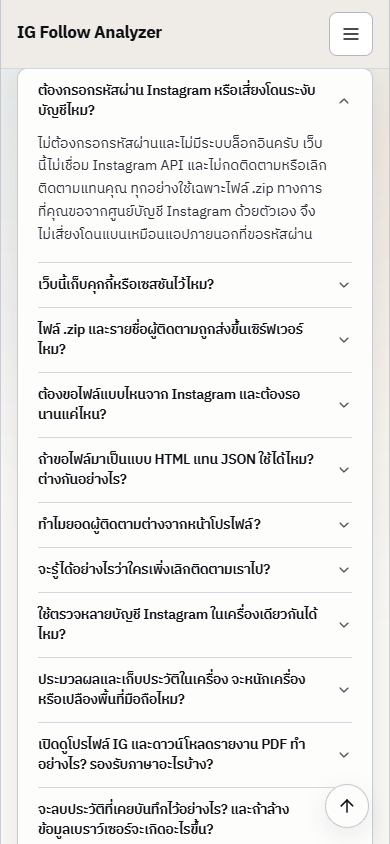 IG Follow Analyzer
ต้องกรอกรหัสผ่าน Instagram หรือเสี่ยงโดนระงับ
บัญชีไหม?
ไม่ต้องกรอกรหัสผ่านและไม่มีระบบล็อกอินครับ เว็บ
นี้ไม่เชื่อม Instagram API และไม่กดติดตามหรือเลิก
ติดตามแทนคุณ ทุกอย่างใช้เฉพาะไฟล์ .zip ทางการ
ที่คุณขอจากศูนย์บัญชี Instagram ด้วยตัวเอง จึง
ไม่เสี่ยงโดนแบนเหมือนแอปภายนอกที่ขอรหัสผ่าน
เว็บนี้เก็บคุกกี้หรือเซสชันไว้ไหม?
ไฟล์ .zip และรายชื่อผู้ติดตามถูกส่งขึ้นเซิร์ฟเวอร์
ไหม?
ต้องขอไฟล์แบบไหนจาก Instagram และต้องรอ
นานแค่ไหน?
ถ้าขอไฟล์มาเป็นแบบ HTML แทน JSON ใช้ได้ไหม?
ต่างกันอย่างไร?
ทำไมยอดผู้ติดตามต่างจากหน้าโปรไฟล์?
จะรู้ได้อย่างไรว่าใครเพิ่งเลิกติดตามเราไป?
ใช้ตรวจหลายบัญชี Instagram ในเครื่องเดียวกันได้
ไหม?
ประมวลผลและเก็บประวัติในเครื่อง จะหนักเครื่อง
หรือเปลืองพื้นที่มือถือไหม?
เปิดดูโปรไฟล์ IG และดาวน์โหลดรายงาน PDF ทำ
อย่างไร? รองรับภาษาอะไรบ้าง?
จะลบประวัติที่เคยบันทึกไว้อย่างไร? และถ้าล้าง
ข้อมูลเบราว์เซอร์จะเกิดอะไรขึ้น?